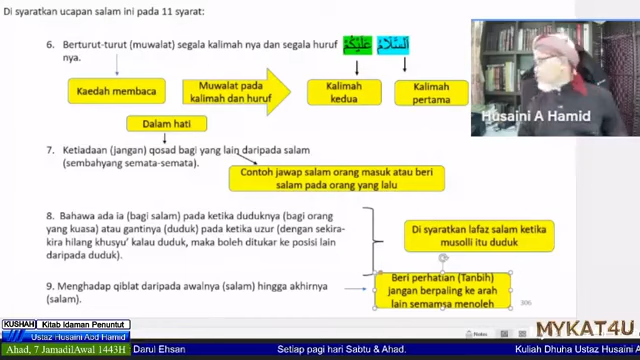 Di syaratkan ucapan salam ini pada 11 syarat:
6. Berturut-turut (muwalat) segala kalimah nya dan segala huruf nya.
اَلسَّلَامُ عَلَيْكُمْ
Kaedah membaca
Muwalat pada kalimah dan huruf
Kalimah kedua
Kalimah pertama
Dalam hati
7. Ketiadaan (jangan) qosad bagi yang lain daripada salam
(sembahyang semata-semata).
Contoh jawap salam orang masuk atau beri
salam pada orang yang lalu
8. Bahawa ada ia (bagi salam) pada ketika duduknya (bagi orang
yang kuasa) atau gantinya (duduk) pada ketika uzur (dengan sekira-
kira hilang khusyu' kalau duduk, maka boleh ditukar ke posisi lain
daripada duduk).
Di syaratkan lafaz salam ketika
musolli itu duduk
9. Menghadap qiblat daripada awalnya (salam) hingga akhirnya
(salam).
Beri perhatian (Tanbih)
jangan berpaling ke arah
lain semamsa menoleh
306
Notes
Husaini A Hamid
MYKAT4U
KUSHAH Kitab Idaman Penuntut
Ustaz Husaini Abd Hamid
Ahad, 7 JamadilAwal 1443H
Darul Ehsan
Setiap pagi hari Sabtu & Ahad.
Kuliah Dhuha Ustaz Husaini